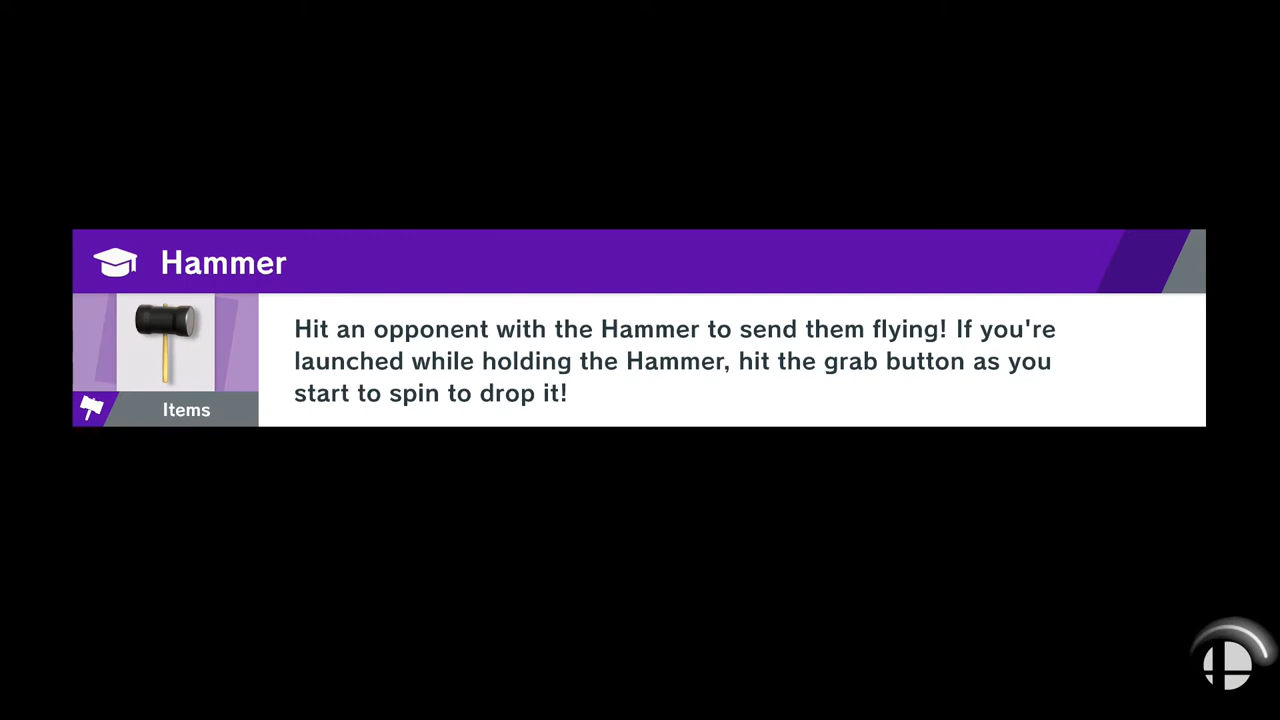 Hammer
Hit an opponent with the Hammer to send them flying! If you're
launched while holding the Hammer, hit the grab button as you
start to spin to drop it!
Items